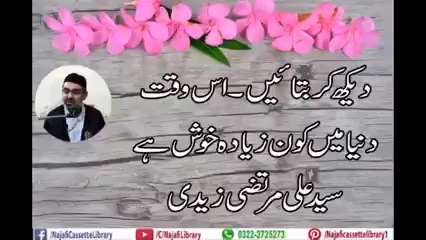 دیکھ کر بتائیں۔ اس وقت
دنیا میں کون زیادہ خوش ہے
سید علی مرتضیٰ زیدی
/NajafiCassetteLibrary /C/NajafiLibrary 0322-2725273 /NajaficassetteLibrary1